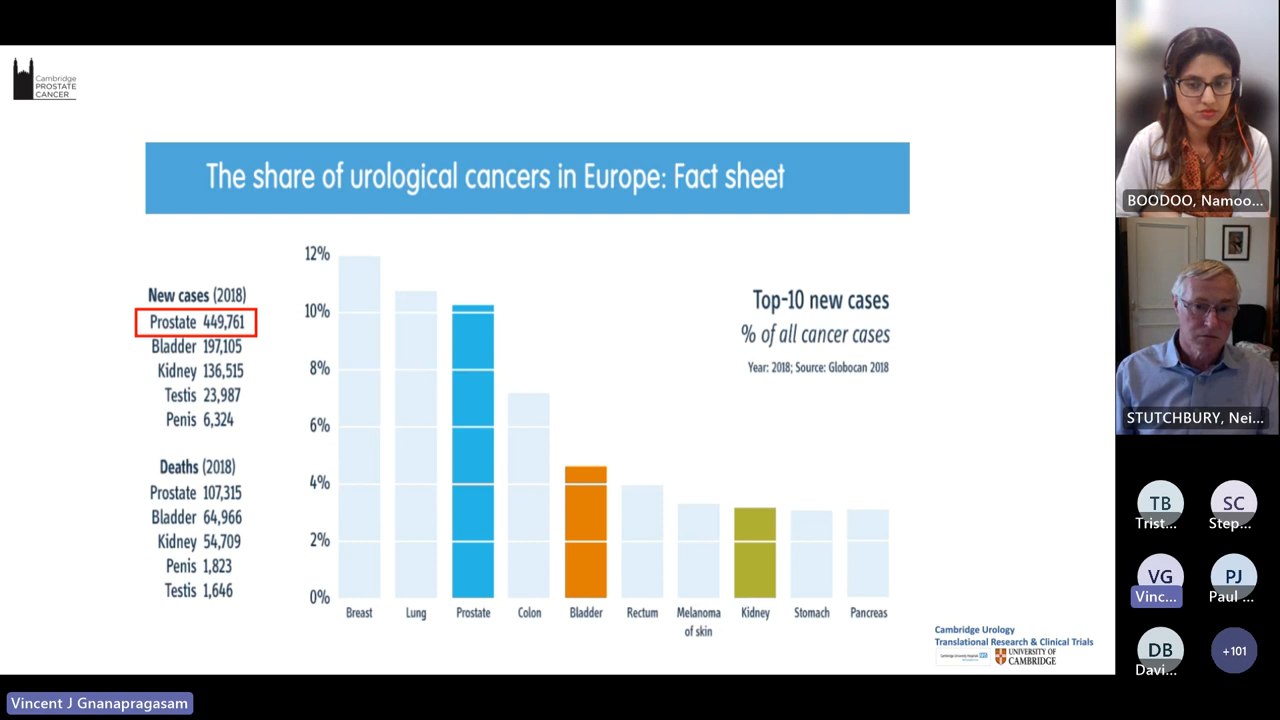 Cambridge
PROSTATE
CANCER
The share of urological cancers in Europe: Fact sheet
New cases (2018)
Prostate 449,761
Bladder 197,105
Kidney 136,515
Testis 23,987
Penis 6,324
Deaths (2018)
Prostate 107,315
Bladder 64,966
Kidney 54,709
Penis 1,823
Testis 1,646
12%
10%
8%
6%
4%
2%
0%
Breast
Lung
Prostate
Colon
Bladder
Rectum
Melanoma
of skin
Kidney
Stomach
Pancreas
Top-10 new cases
% of all cancer cases
Year: 2018; Source: Globocan 2018
Cambridge Urology
Translational Research & Clinical Trials
Cambridge University Hospitals
NHS
UNIVERSITY OF
CAMBRIDGE
BOODOO, Namoo...
STUTCHBURY, Nei...
TB
Trist...
SC
Step...
VG
Vinc...
PJ
Paul ...
DB
Davi...
+101
Vincent J Gnanapragasam